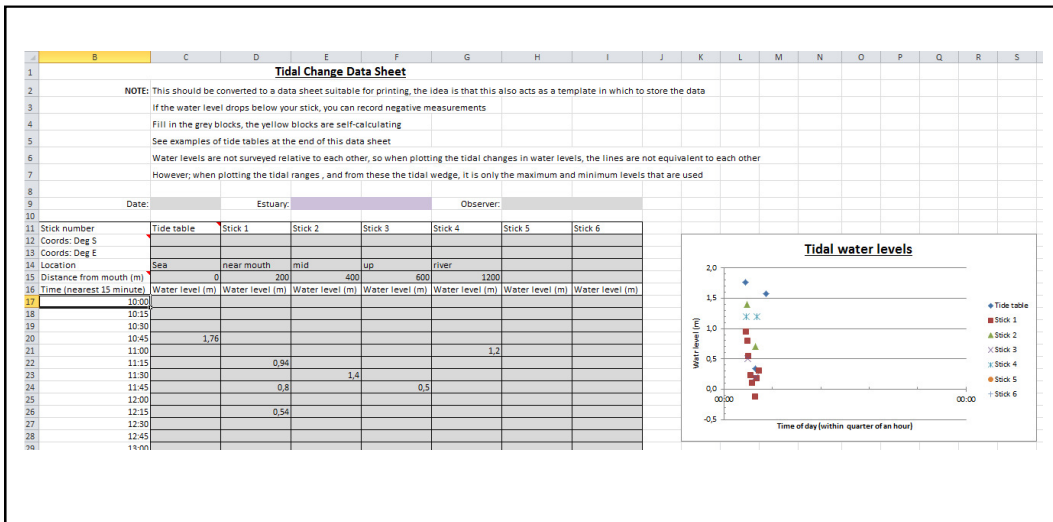 B C D E F G H I J K L M N O P Q R S
1 Tidal Change Data Sheet
2 NOTE: This should be converted to a data sheet suitable for printing, the idea is that this also acts as a template in which to store the data
3 If the water level drops below your stick, you can record negative measurements
4 Fill in the grey blocks, the yellow blocks are self-calculating
5 See examples of tide tables at the end of this data sheet
6 Water levels are not surveyed relative to each other, so when plotting the tidal changes in water levels, the lines are not equivalent to each other
7 However; when plotting the tidal ranges , and from these the tidal wedge, it is only the maximum and minimum levels that are used
8
9 Date: Estuary: Observer:
10
11 Stick number Tide table Stick 1 Stick 2 Stick 3 Stick 4 Stick 5 Stick 6
12 Coords: Deg S
13 Coords: Deg E
14 Location Sea near mouth mid up river
15 Distance from mouth (m) 0 200 400 600 1200
16 Time (nearest 15 minute) Water level (m) Water level (m) Water level (m) Water level (m) Water level (m) Water level (m) Water level (m)
17 10:00
18 10:15
19 10:30
20 10:45 1,76
21 11:00 1,2
22 11:15 0,94
23 11:30 1,4
24 11:45 0,8 0,5
25 12:00
26 12:15 0,54
27 12:30
28 12:45
29 13:00
Tidal water levels
2,0
1,5
1,0
0,5
0,0
-0,5
Watr level (m)
00:00 00:00
Time of day (within quarter of an hour)
Tide table
Stick 1
Stick 2
Stick 3
Stick 4
Stick 5
Stick 6